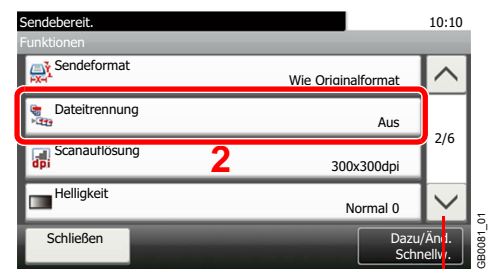 Sendebereit.
10:10
Funktionen
Sendeformat
Wie Originalformat
Dateitrennung
Aus
2/6
dpi
Scanauflösung
2
300x300dpi
Helligkeit
Normal 0
Schließen
Dazu/Änd.
Schnellw.
GB0081_01